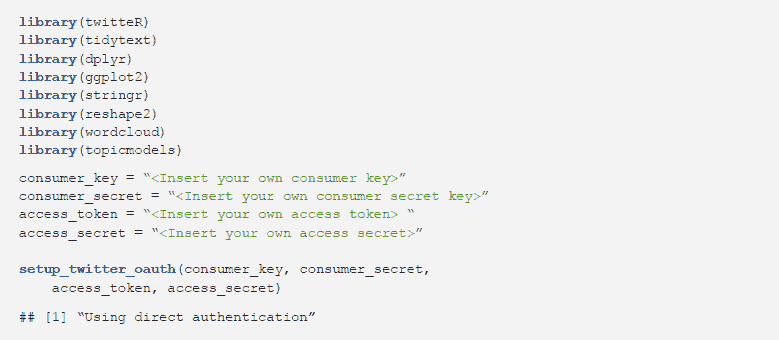 library(twitteR)
library(tidytext)
library(dplyr)
library(ggplot2)
library(stringr)
library(reshape2)
library(wordcloud)
library(topicmodels)
consumer_key = “<Insert your own consumer key>”
consumer_secret = “<Insert your own consumer secret key>”
access_token = “<Insert your own access token> “
access_secret = “<Insert your own access secret>”
setup_twitter_oauth(consumer_key, consumer_secret,
access_token, access_secret)
## [1] “Using direct authentication”